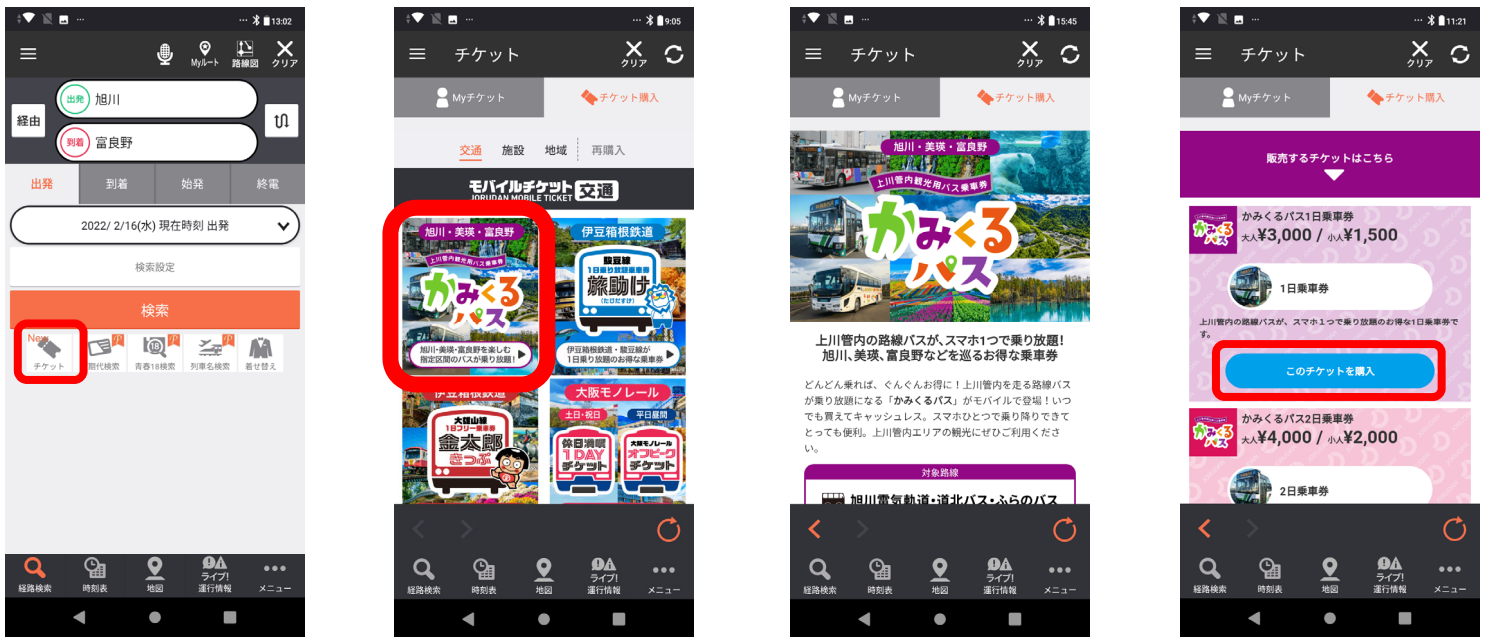 13:02
Myルート
路線図
クリア
経由
出発
旭川
到着
富良野
出発
到着
始発
終電
2022/ 2/16(水) 現在時刻 出発
検索設定
検索
New
チケット
時代検索
青春18検索
列車名検索
着せ替え
経路検索
時刻表
地図
ライブ!
運行情報
メニュー
9:05
チケット
クリア
Myチケット
チケット購入
交通
施設
地域
再購入
モバイルチケット 交通
JORUDAN MOBILE TICKET
旭川・美瑛・富良野
上川管内観光用バス乗車券
かみくる
パス
旭川・美瑛・富良野を楽しむ
指定区間のバスが乗り放題!
伊豆箱根鉄道
駿豆線
1日乗り放題乗車券
旅助け
(たびだすけ)
伊豆箱根鉄道・駿豆線が
1日乗り放題のお得な乗車券
伊豆箱根鉄道
大雄山線
1日フリー乗車券
金太郎
きっぷ
大阪モノレール
土日・祝日
平日昼間
休日満喫
1DAY
チケット
大阪モノレール
オフピーク
チケット
経路検索
時刻表
地図
ライブ!
運行情報
メニュー
15:45
チケット
クリア
Myチケット
チケット購入
旭川・美瑛・富良野
上川管内観光用バス乗車券
かみくる
パス
上川管内の路線バスが、スマホ1つで乗り放題!
旭川、美瑛、富良野などを巡るお得な乗車券
どんどん乗れば、ぐんぐんお得に！上川管内を走る路線バス
が乗り放題になる「かみくるパス」がモバイルで登場！いつ
でも買えてキャッシュレス。スマホひとつで乗り降りできて
とっても便利。上川管内エリアの観光にぜひご利用くださ
い。
対象路線
旭川電気軌道・道北バス・ふらのバス
経路検索
時刻表
地図
ライブ!
運行情報
メニュー
11:21
チケット
クリア
Myチケット
チケット購入
販売するチケットはこちら
かみくる
パス
かみくるパス1日乗車券
大人¥3,000 / 小人¥1,500
1日乗車券
上川管内の路線バスが、スマホ１つで乗り放題のお得な1日乗車券で
す。
このチケットを購入
かみくる
パス
かみくるパス2日乗車券
大人¥4,000 / 小人¥2,000
2日乗車券
経路検索
時刻表
地図
ライブ!
運行情報
メニュー